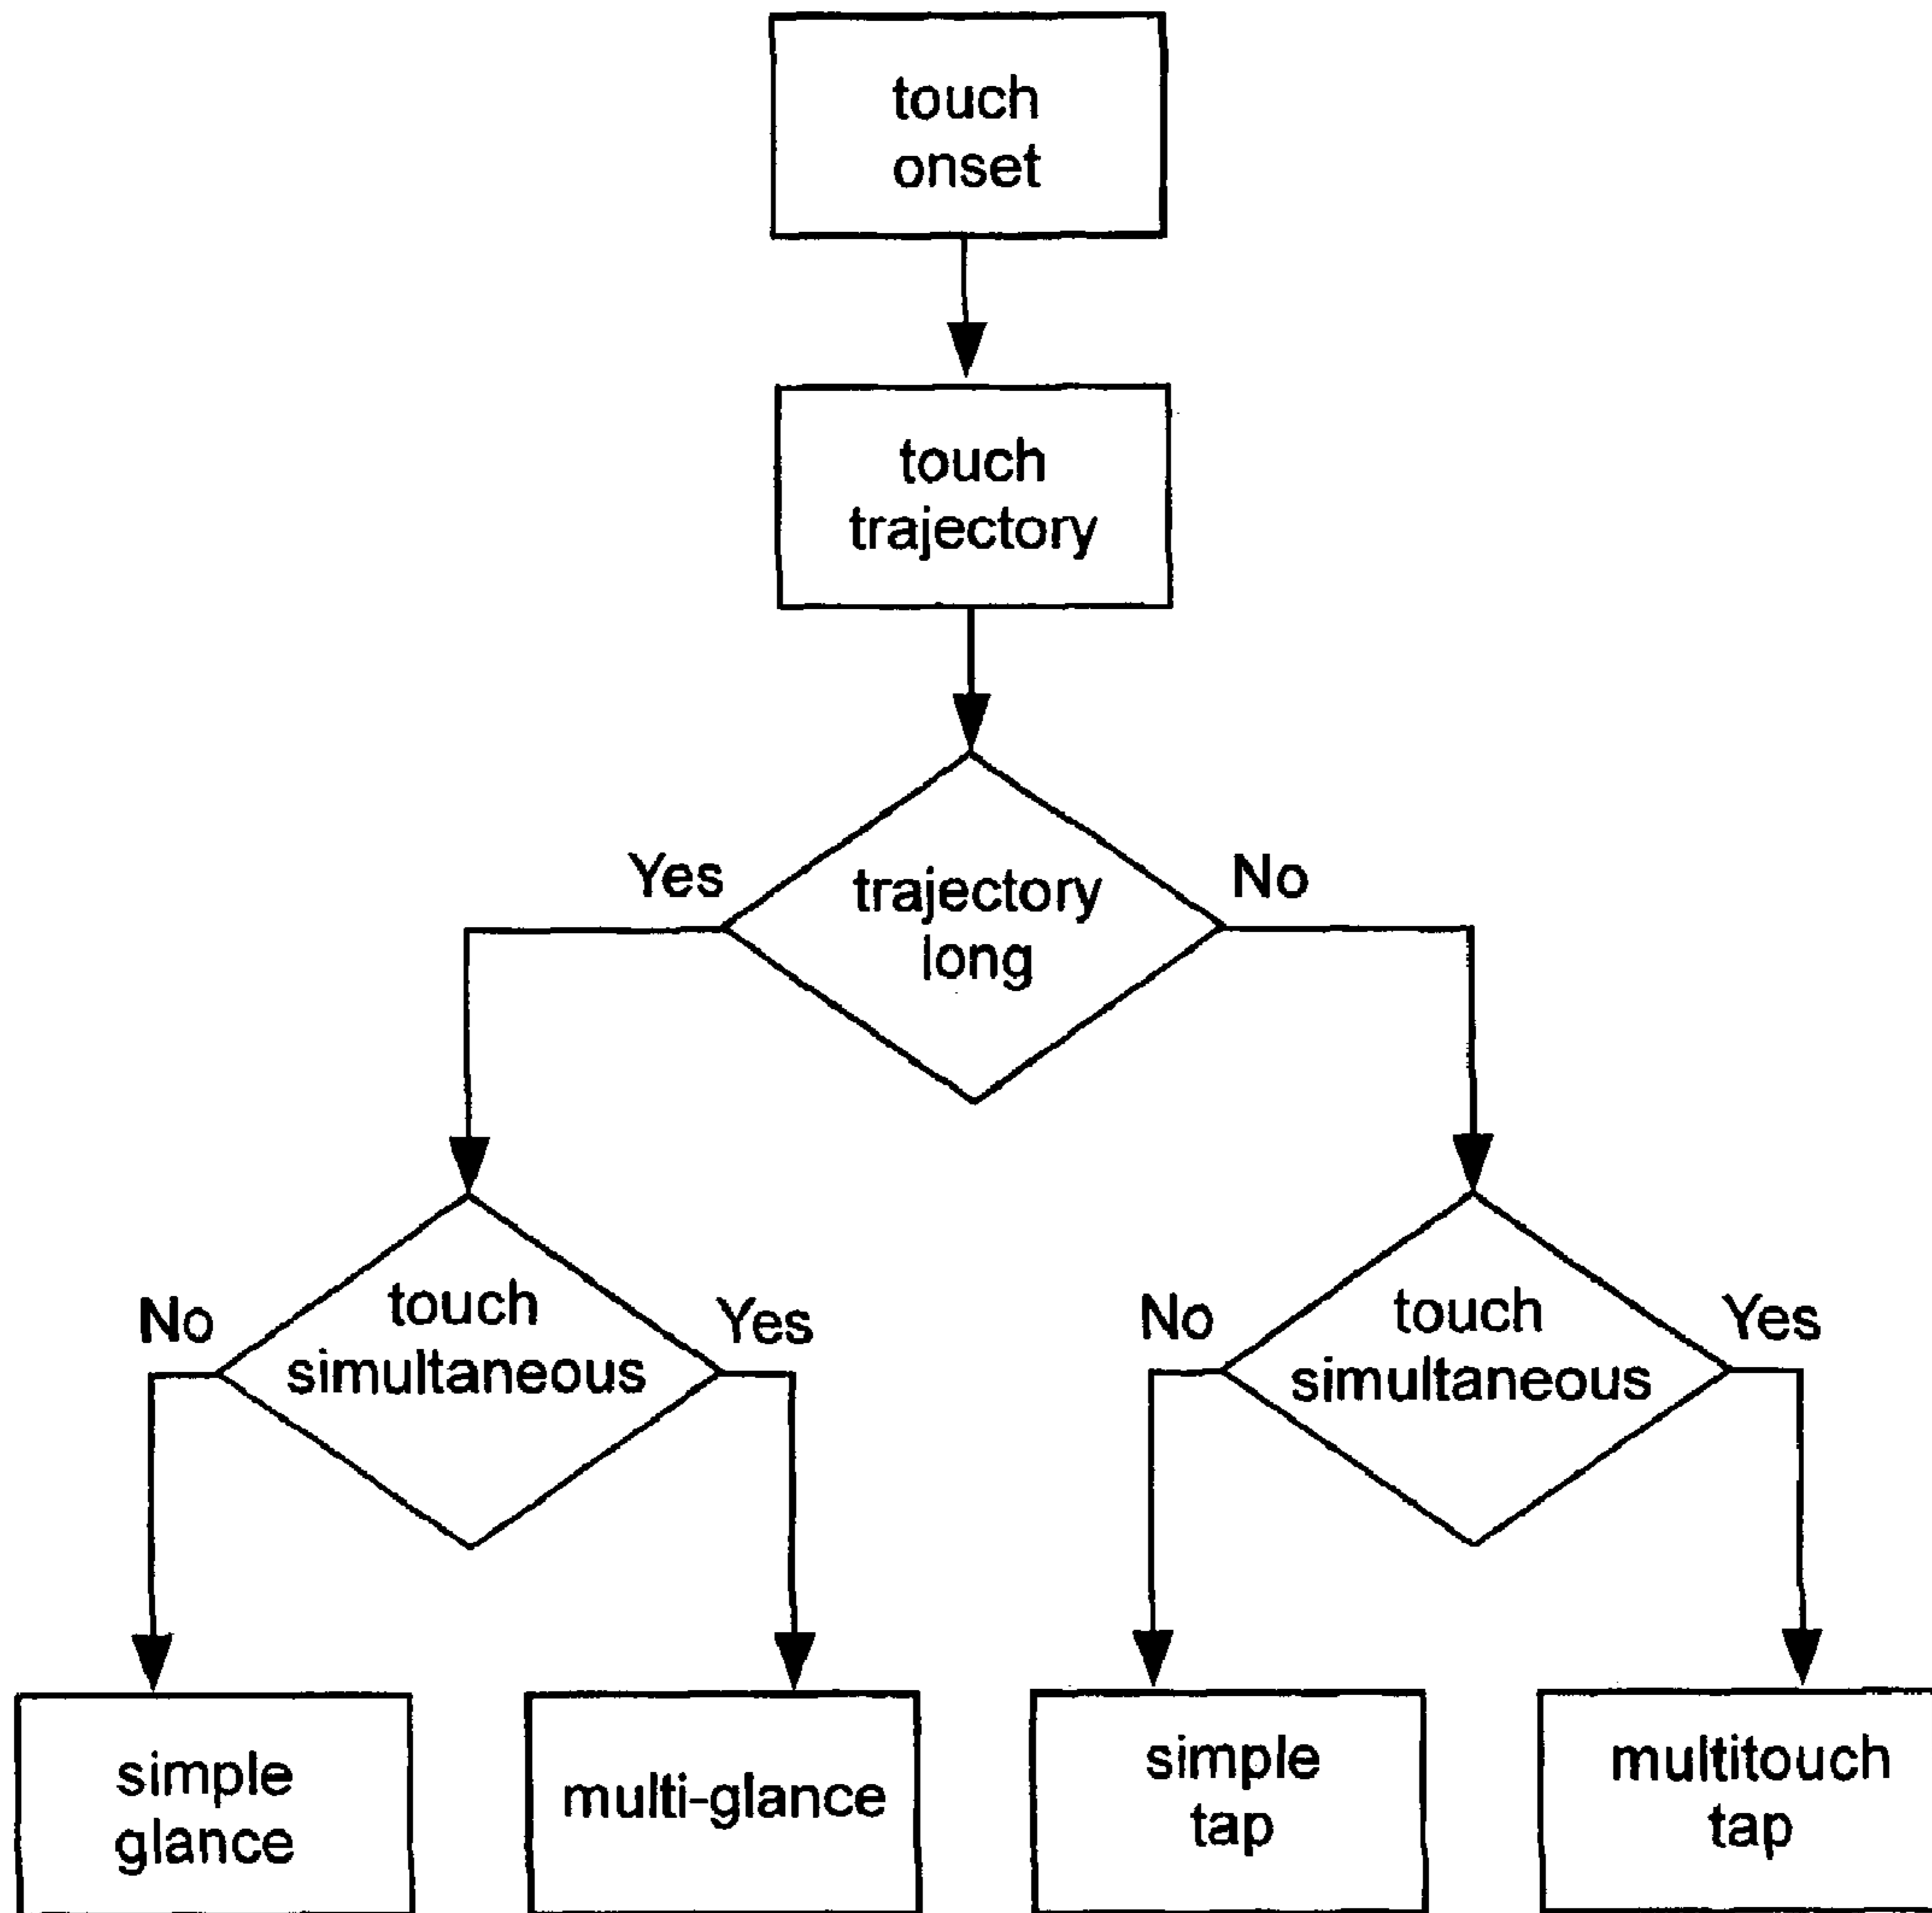 touch
onset
touch
trajectory
Yes
No
trajectory
long
No
touch
simultaneous
Yes
No
touch
simultaneous
Yes
simple
glance
multi-glance
simple
tap
multitouch
tap